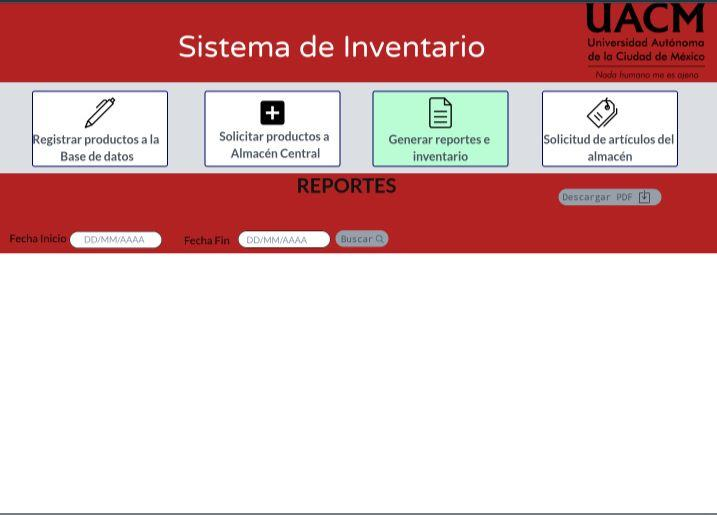 UACM
Sistema de Inventario
Universidad Autónoma
de la Ciudad de México
Nada humano me es ajeno
Registrar productos a la
Base de datos
Solicitar productos a
Almacén Central
Generar reportes e
inventario
Solicitud de artículos del
almacén
REPORTES
Descargar PDF
Fecha Inicio DD/MM/AAAA Fecha Fin DD/MM/AAAA Buscar